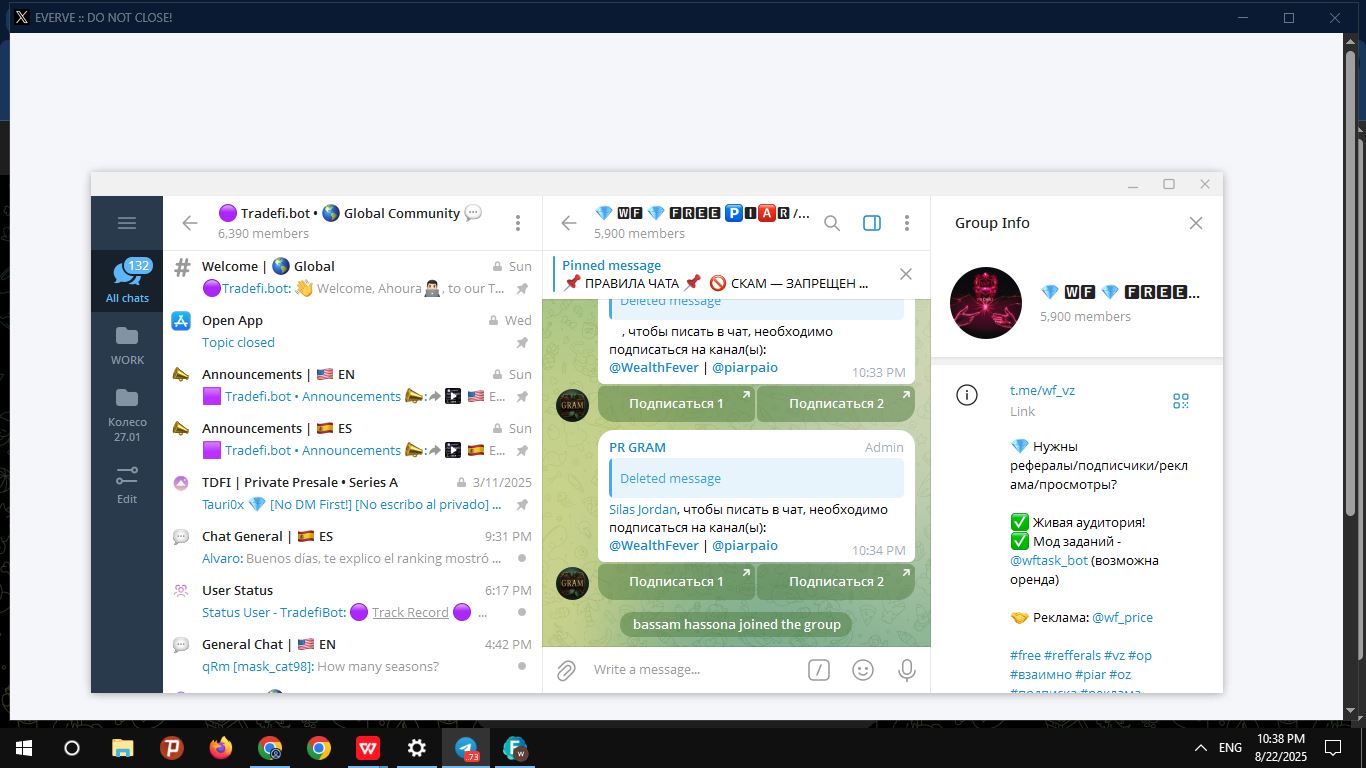 EVERVE :: DO NOT CLOSE!
132
All chats
WORK
Колесо
27.01
Edit
Tradefi.bot • Global Community
6,390 members
Welcome | Global
Sun
Tradefi.bot: Welcome, Ahoura , to our T...
Open App
Wed
Topic closed
Announcements | EN
Sun
Tradefi.bot • Announcements : E...
Announcements | ES
Sun
Tradefi.bot • Announcements : E...
TDFI | Private Presale • Series A
3/11/2025
Tauri0x [No DM First!] [No escribo al privado] ...
Chat General | ES
9:31 PM
Alvaro: Buenos días, te explico el ranking mostró ...
User Status
6:17 PM
Status User - TradefiBot: Track Record ...
General Chat | EN
4:42 PM
qRm [mask_cat98]: How many seasons?
WF FREE PIAR /...
5,900 members
Pinned message
ПРАВИЛА ЧАТА СКАМ — ЗАПРЕЩЕН ...
Deleted message
, чтобы писать в чат, необходимо
подписаться на канал(ы):
@WealthFever | @piarpaio
10:33 PM
GRAM
Подписаться 1
Подписаться 2
PR GRAM
Admin
Deleted message
Silas Jordan, чтобы писать в чат, необходимо
подписаться на канал(ы):
@WealthFever | @piarpaio
10:34 PM
GRAM
Подписаться 1
Подписаться 2
bassam hassona joined the group
Write a message...
Group Info
WF FREE...
5,900 members
t.me/wf_vz
Link
Нужны
рефералы/подписчики/рекл
ама/просмотры?
Живая аудитория!
Мод заданий -
@wftask_bot (возможна
оренда)
Реклама: @wf_price
#free #refferals #vz #op
#взаимно #piar #oz
#подписка #реклама
..73
ENG
10:38 PM
8/22/2025